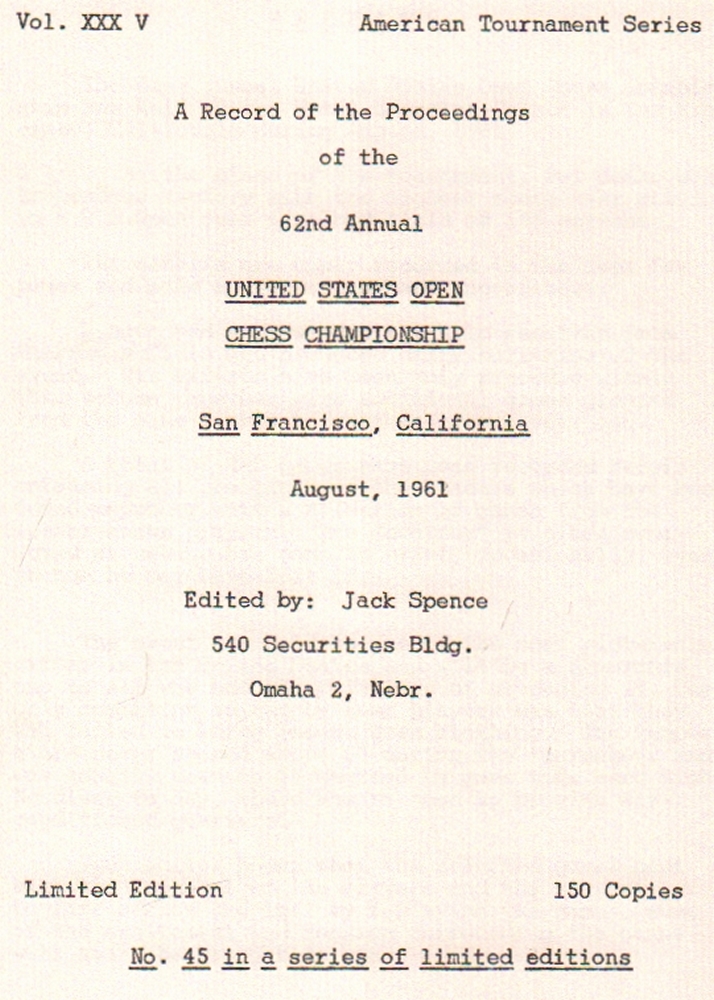 Vol. XXX V American Tournament Series
A Record of the Proceedings
of the
62nd Annual
UNITED STATES OPEN
CHESS CHAMPIONSHIP
San Francisco, California
August, 1961
Edited by: Jack Spence
540 Securities Bldg.
Omaha 2, Nebr.
Limited Edition 150 Copies
No. 45 in a series of limited editions